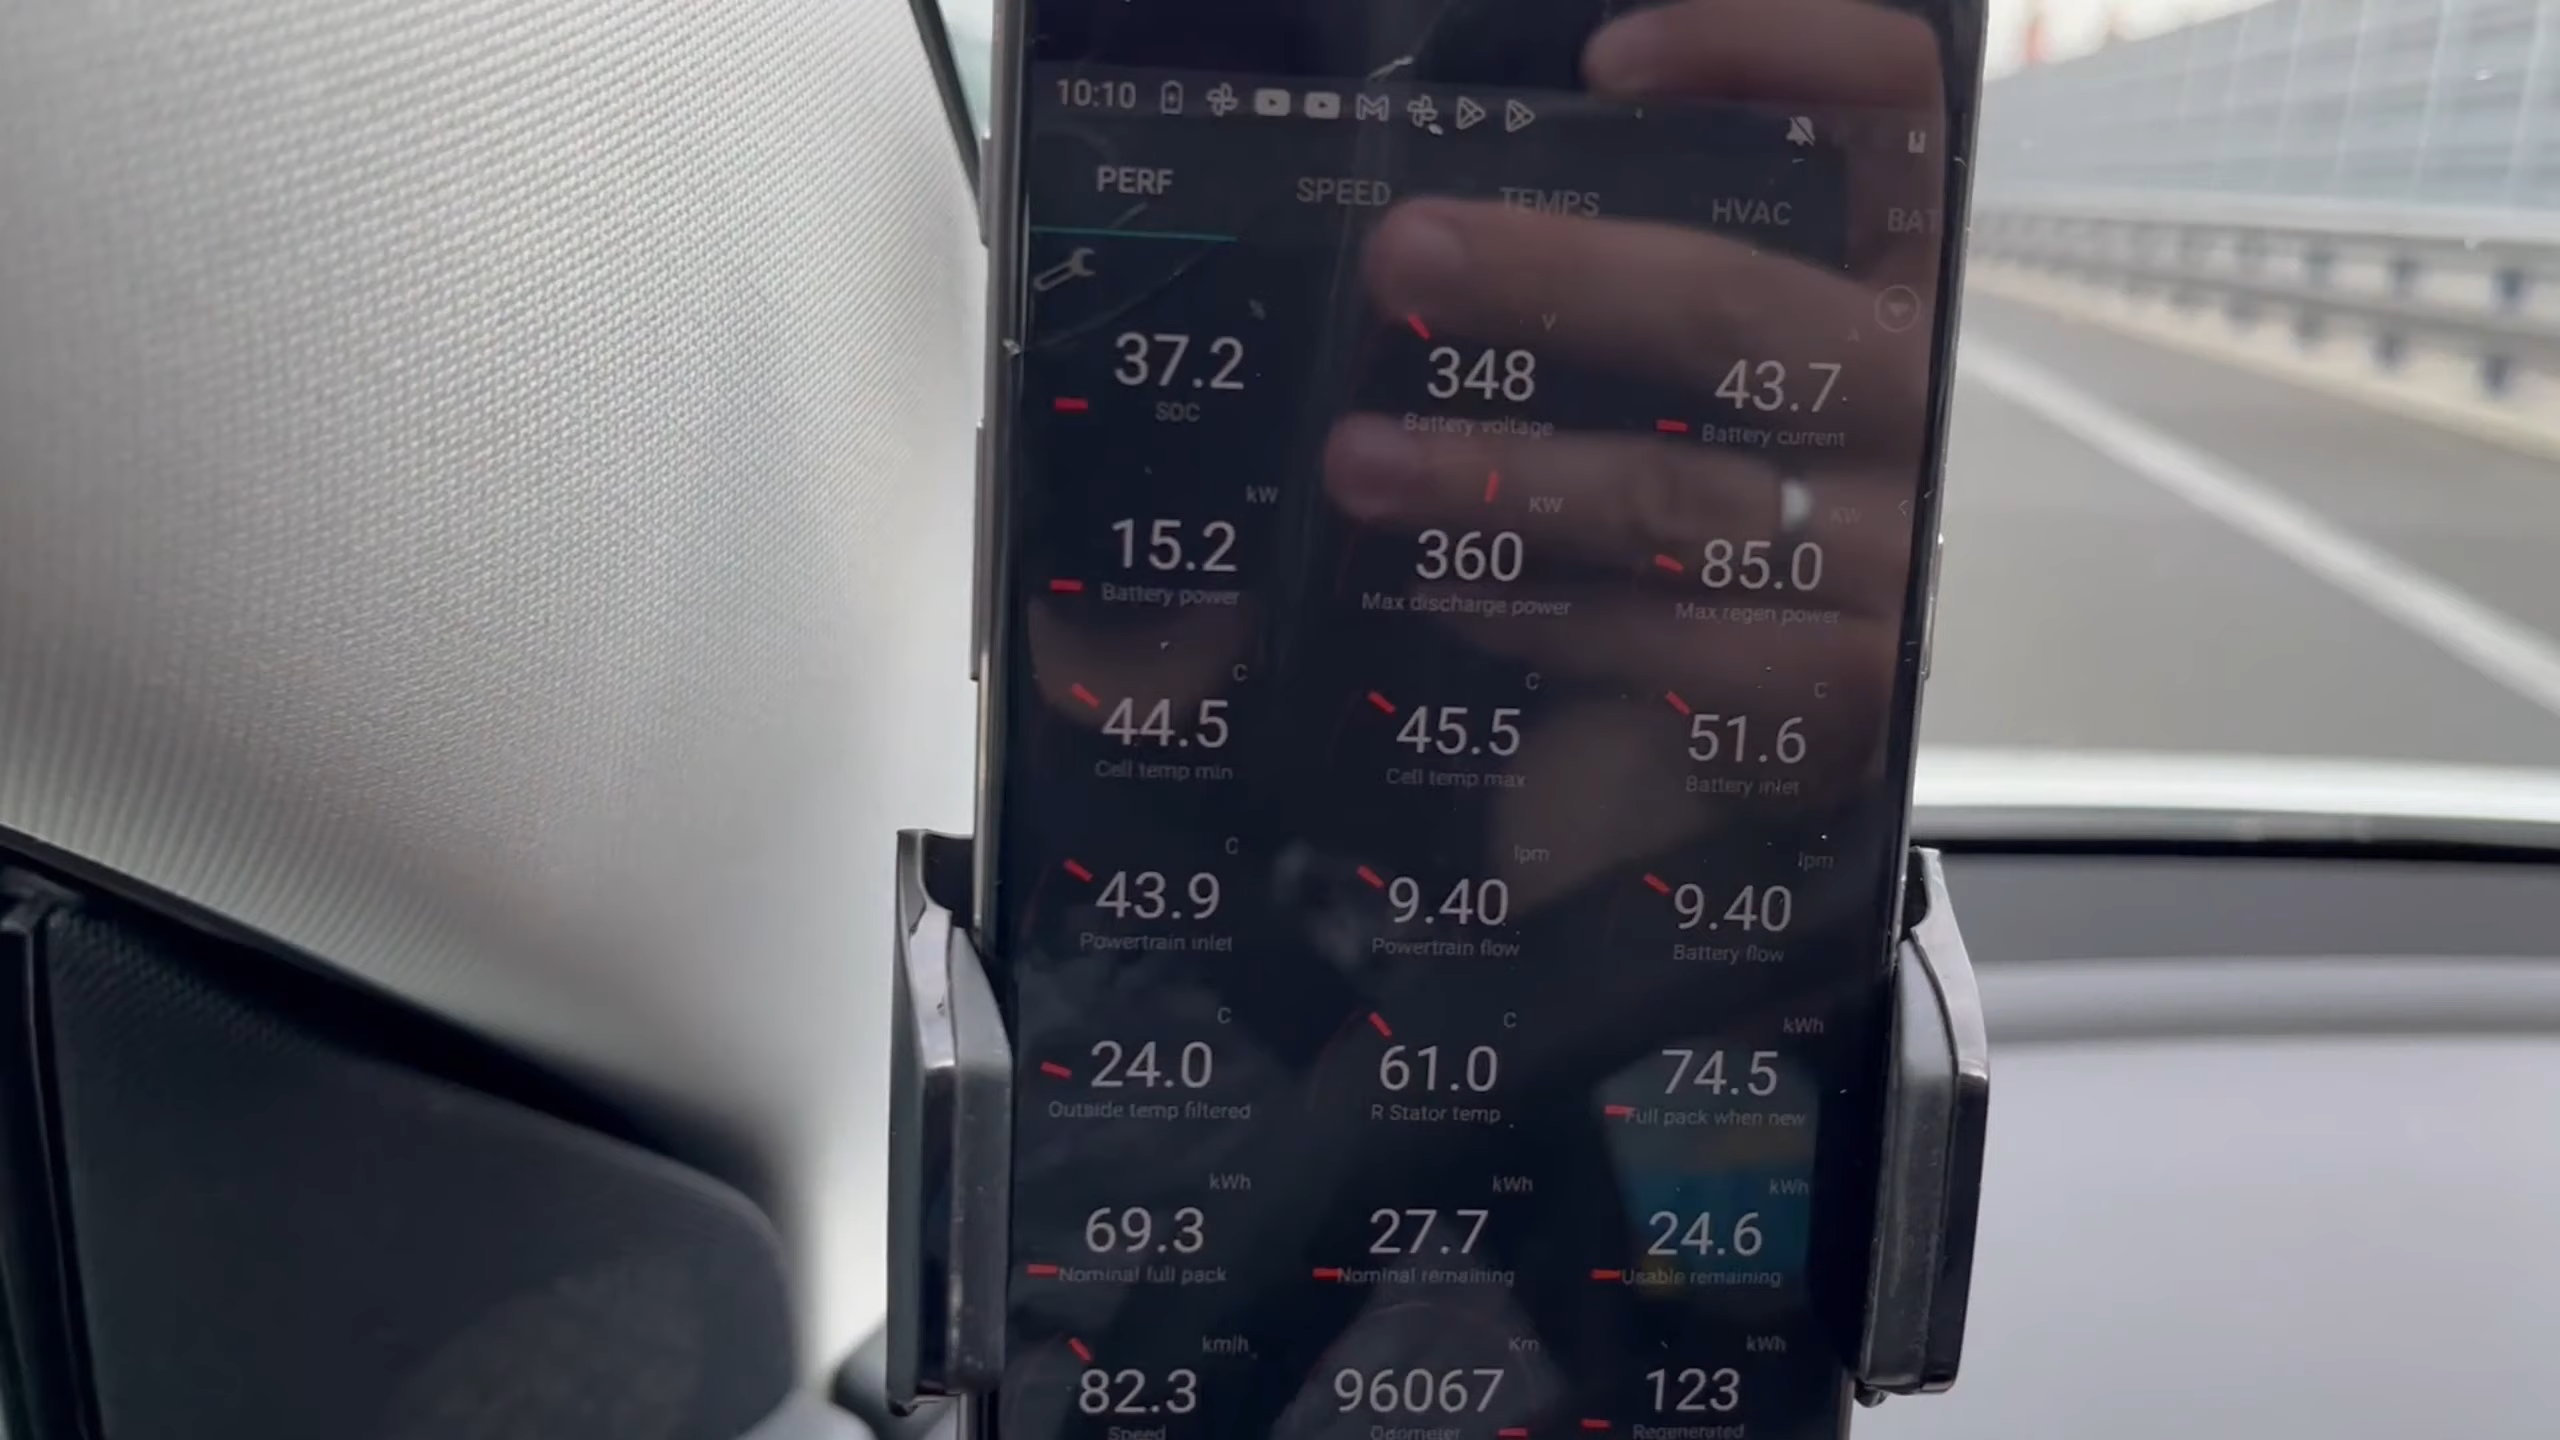 10:10
PERF SPEED TEMPS HVAC BAT
% V A
37.2 348 43.7
SOC Battery voltage Battery current
kW KW KW
15.2 360 85.0
Battery power Max discharge power Max regen power
C C C
44.5 45.5 51.6
Cell temp min Cell temp max Battery inlet
C lpm lpm
43.9 9.40 9.40
Powertrain inlet Powertrain flow Battery flow
C C kWh
24.0 61.0 74.5
Outside temp filtered R Stator temp Full pack when new
kWh kWh kWh
69.3 27.7 24.6
Nominal full pack Nominal remaining Usable remaining
km|h Km kWh
82.3 96067 123
Speed Odometer Regenerated